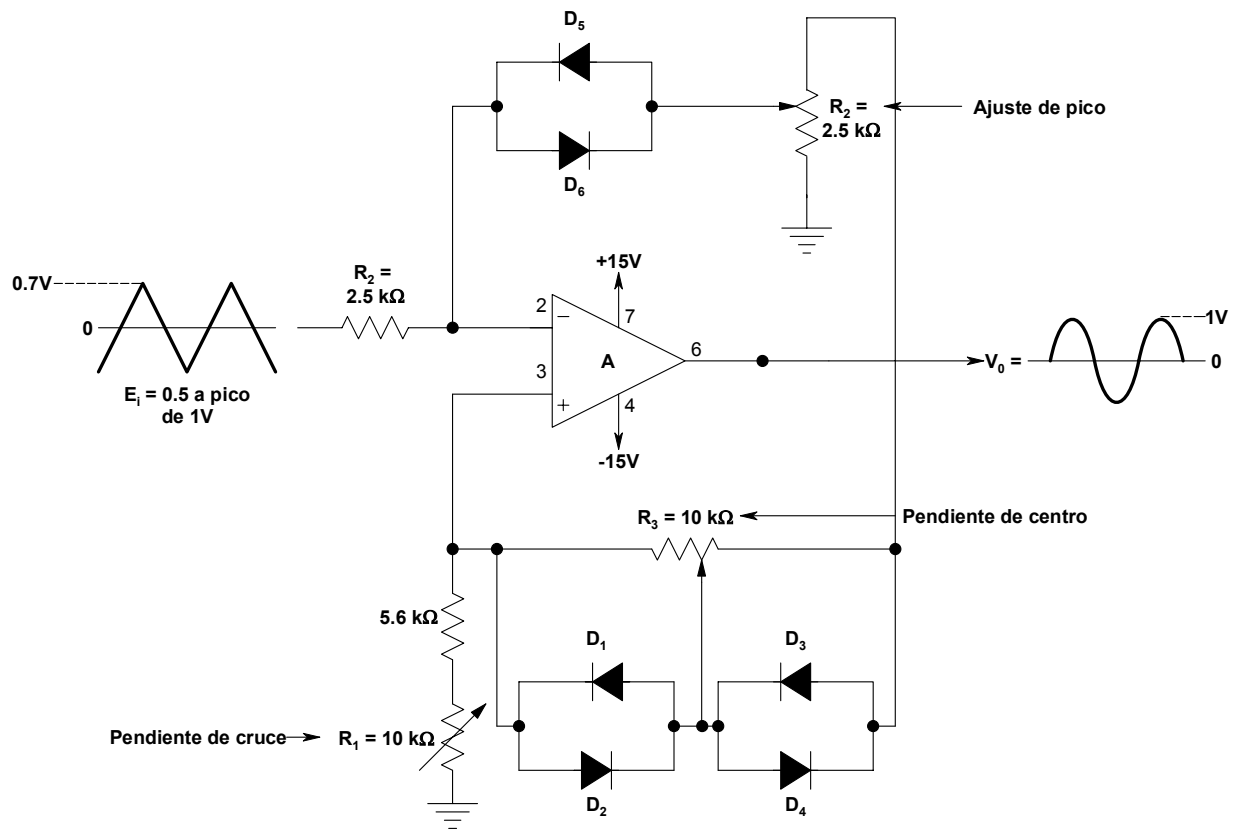 D5
D6
R2 =
2.5 kΩ
Ajuste de pico
0.7V
0
Ei = 0.5 a pico
de 1V
R2 =
2.5 kΩ
+15V
2
7
−
A
6
3
+
4
-15V
V0 =
1V
0
R3 = 10 kΩ
Pendiente de centro
5.6 kΩ
D1
D3
Pendiente de cruce
R1 = 10 kΩ
D2
D4